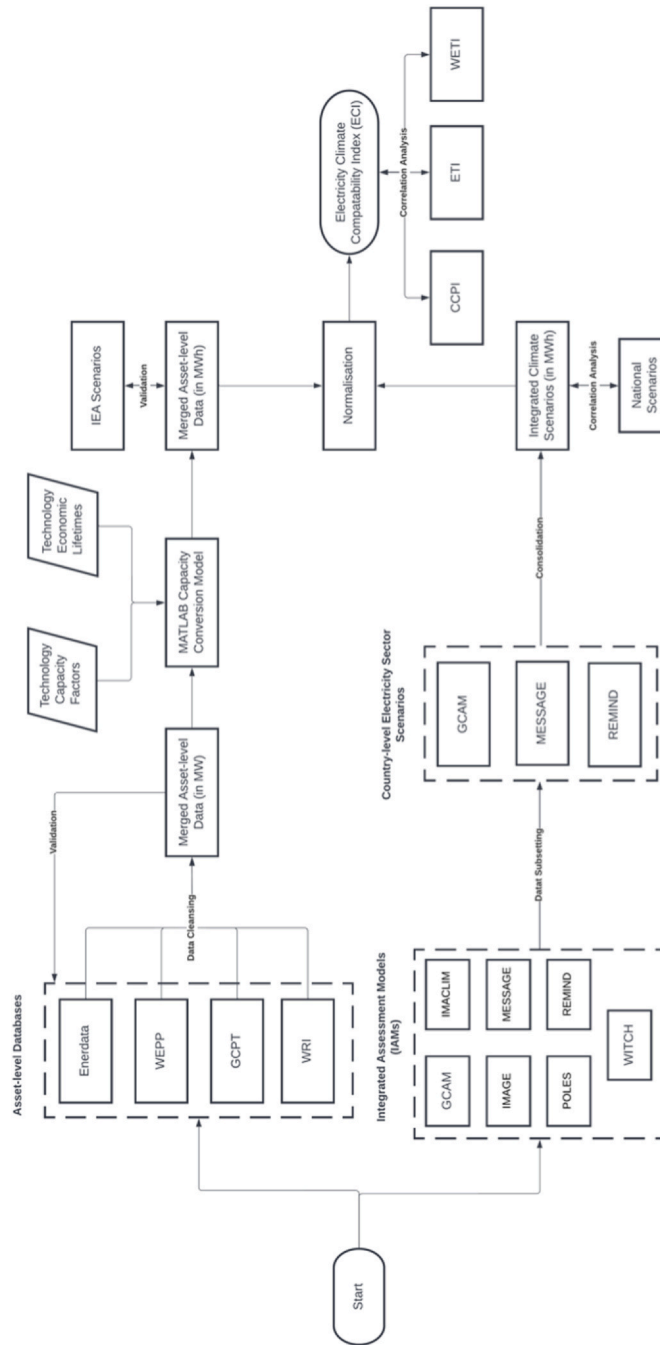 Start
Asset-level Databases
Enerdata
WEPP
GCPT
WRI
Data Cleansing
Validation
Merged Asset-level
Data (in MW)
Technology
Capacity
Factors
Technology
Economic
Lifetimes
MATLAB Capacity
Conversion Model
IEA Scenarios
Validation
Merged Asset-level
Data (in MWh)
Normalisation
Electricity Climate
Compatability Index (ECI)
Correlation Analysis
CCPI
ETI
WETI
Integrated Assessment Models
(IAMs)
GCAM
IMACLIM
IMAGE
MESSAGE
POLES
REMIND
WITCH
Datat Subsetting
Country-level Electricity Sector
Scenarios
GCAM
MESSAGE
REMIND
Consolidation
Integrated Climate
Scenarios (in MWh)
Correlation Analysis
National
Scenarios